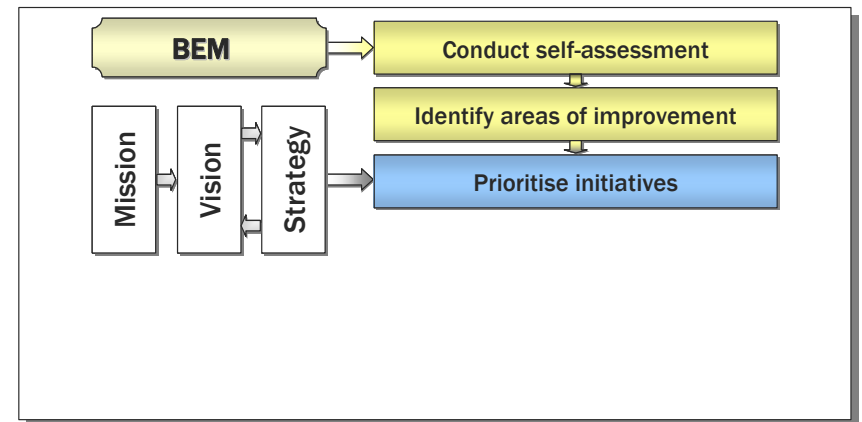 BEM
Conduct self-assessment
Identify areas of improvement
Mission
Vision
Strategy
Prioritise initiatives